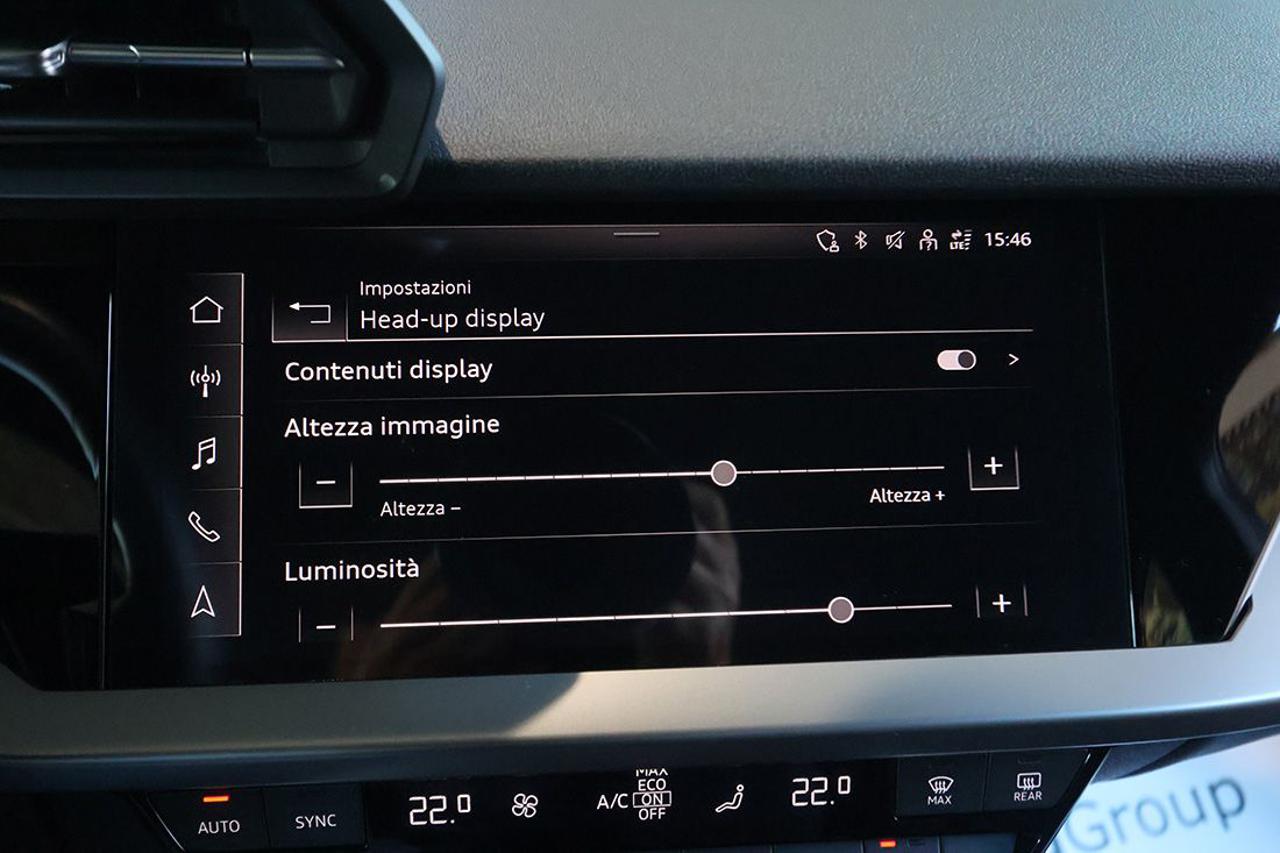 LTE 15:46
Impostazioni
Head-up display
Contenuti display
Altezza immagine
Altezza – Altezza +
Luminosità
AUTO
SYNC
22.0
A/C
MAX
ECO
ON
OFF
22.0
MAX
REAR
Group